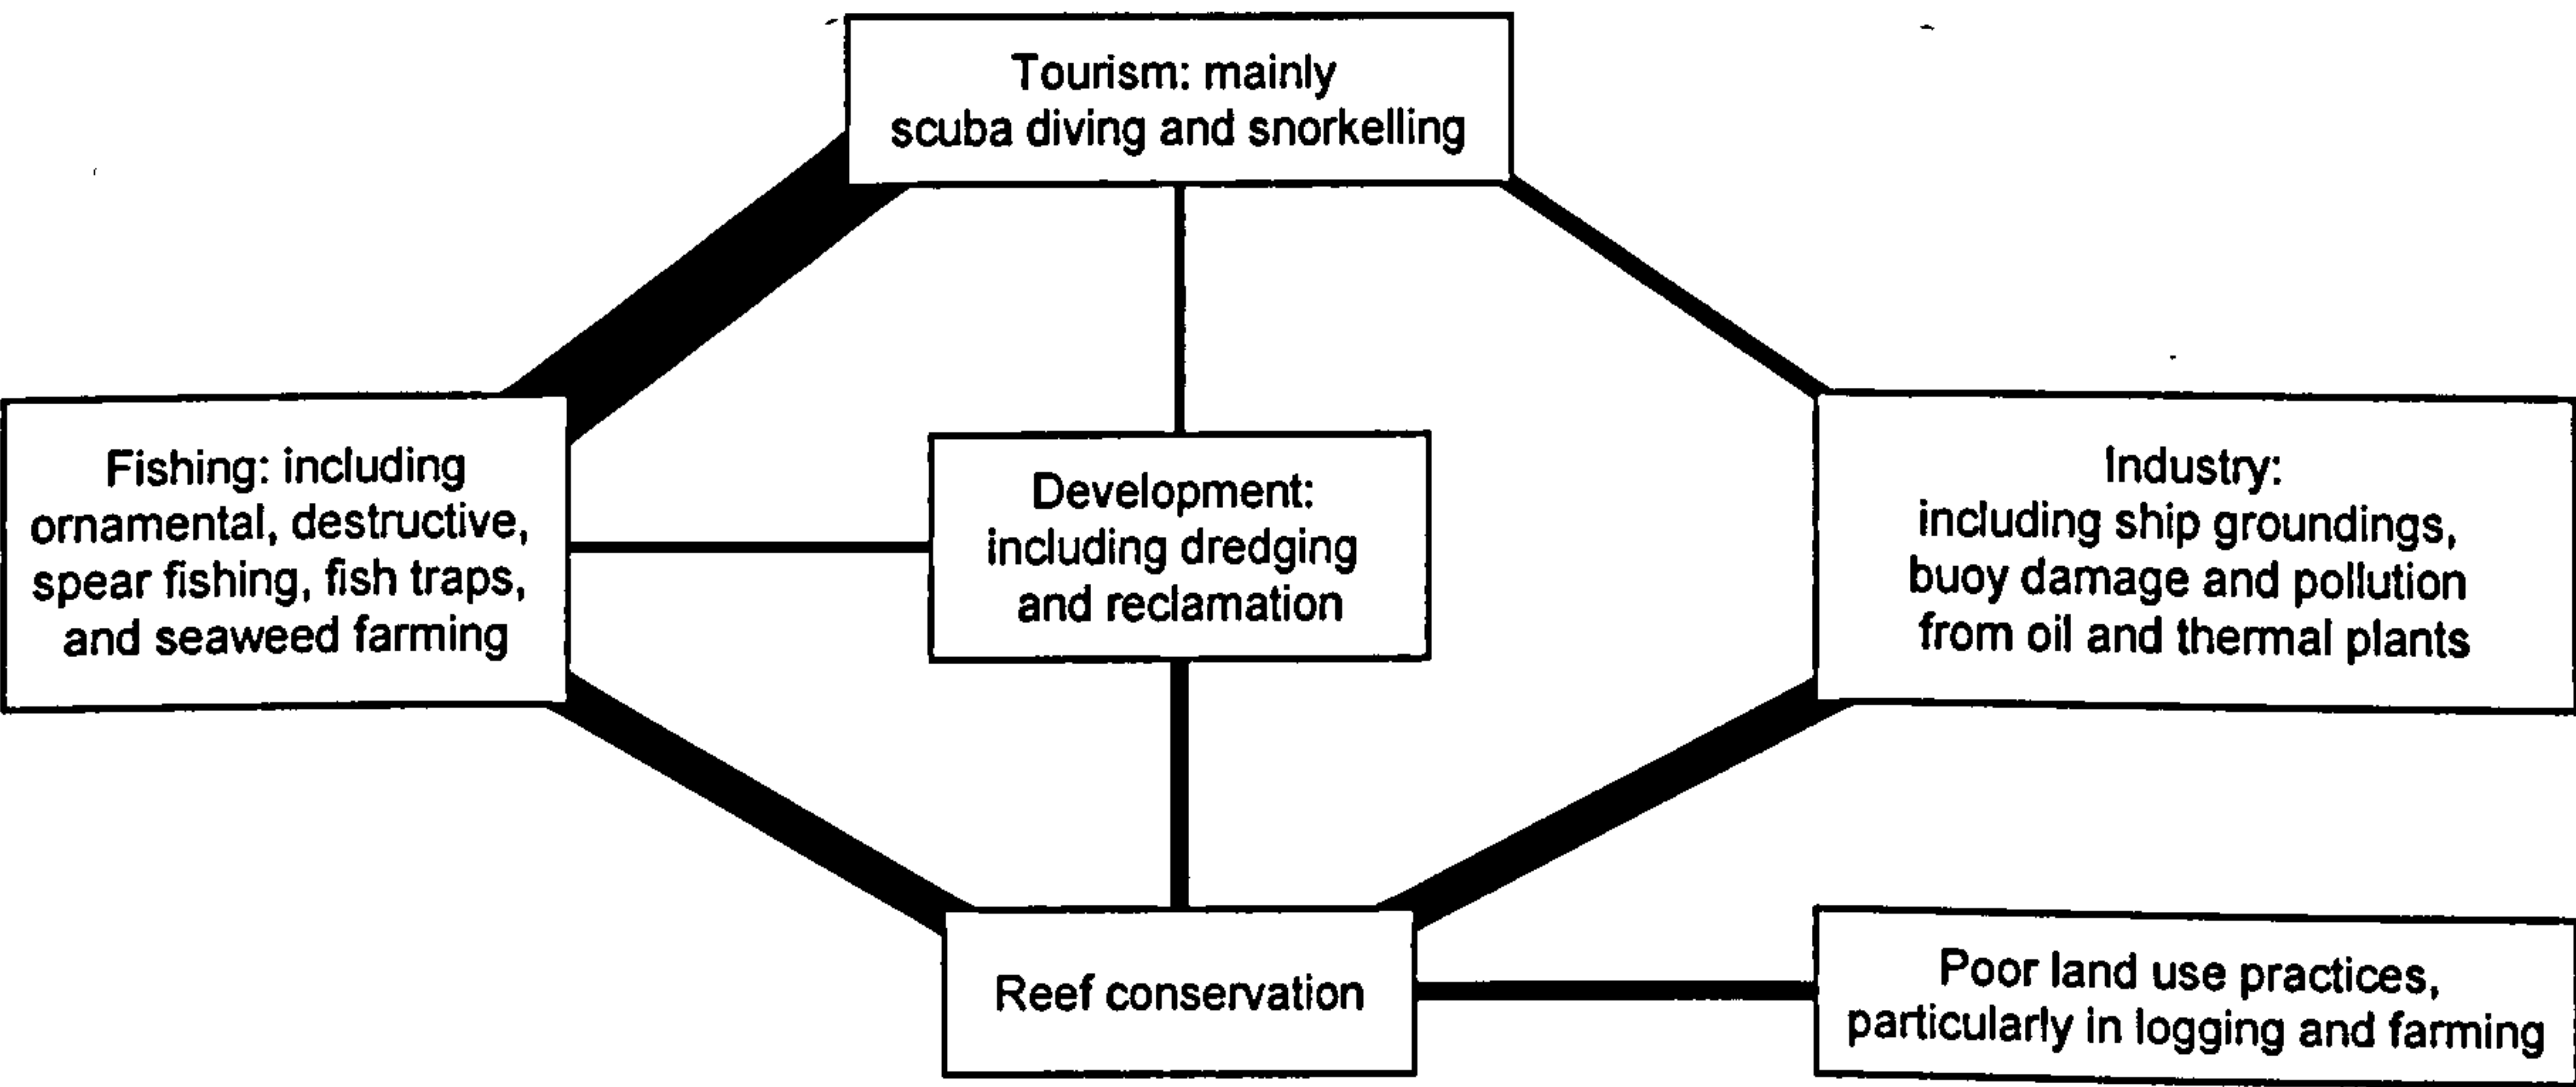 Tourism: mainly
scuba diving and snorkelling
Fishing: including
ornamental, destructive,
spear fishing, fish traps,
and seaweed farming
Development:
including dredging
and reclamation
Industry:
including ship groundings,
buoy damage and pollution
from oil and thermal plants
Reef conservation
Poor land use practices,
particularly in logging and farming